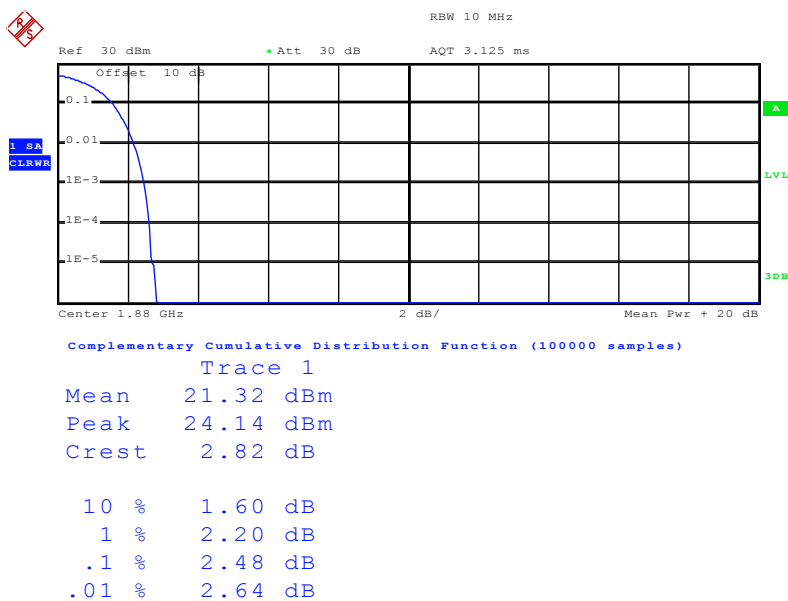 RBW 10 MHz
R&S
Ref 30 dBm * Att 30 dB AQT 3.125 ms
Offset 10 dB
0.1
A
0.01
1 SA
CLRWR
1E-3
LVL
1E-4
1E-5
3DB
Center 1.88 GHz 2 dB/ Mean Pwr + 20 dB
Complementary Cumulative Distribution Function (100000 samples)
Trace 1
Mean 21.32 dBm
Peak 24.14 dBm
Crest 2.82 dB
10 % 1.60 dB
1 % 2.20 dB
.1 % 2.48 dB
.01 % 2.64 dB